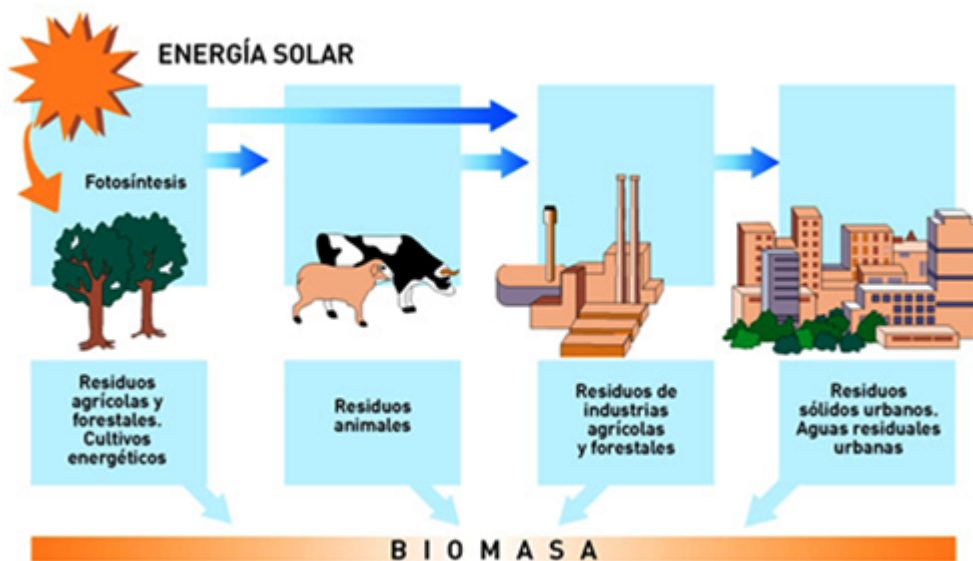 ENERGÍA SOLAR
Fotosíntesis
Residuos
agrícolas y
forestales.
Cultivos
energéticos
Residuos
animales
Residuos de
industrias
agrícolas
y forestales
Residuos
sólidos urbanos.
Aguas residuales
urbanas
BIOMASA